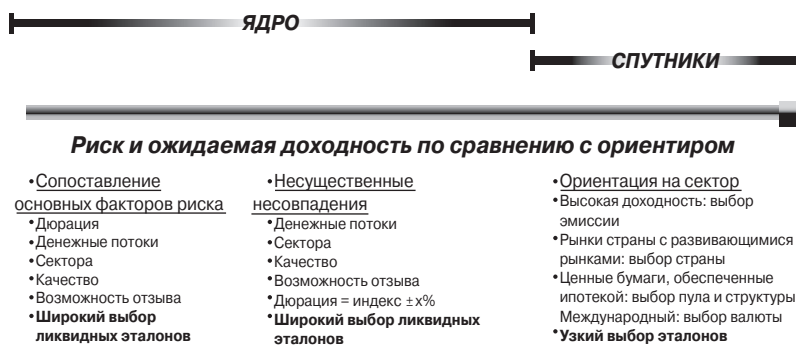 ЯДРО
СПУТНИКИ
Риск и ожидаемая доходность по сравнению с ориентиром
•Сопоставление
основных факторов риска
•Дюрация
•Денежные потоки
•Сектора
•Качество
•Возможность отзыва
•Широкий выбор
ликвидных эталонов
•Несущественные
несовпадения
•Денежные потоки
•Сектора
•Качество
•Возможность отзыва
•Дюрация = индекс ±x%
•Широкий выбор ликвидных
эталонов
•Ориентация на сектор
•Высокая доходность: выбор
эмиссии
•Рынки страны с развивающимися
рынками: выбор страны
•Ценные бумаги, обеспеченные
ипотекой: выбор пула и структуры
Международный: выбор валюты
•Узкий выбор эталонов